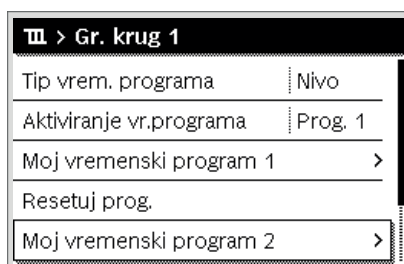 > Gr. krug 1
Tip vrem. programa Nivo
Aktiviranje vr.programa Prog. 1
Moj vremenski program 1 >
Resetuj prog.
Moj vremenski program 2 >